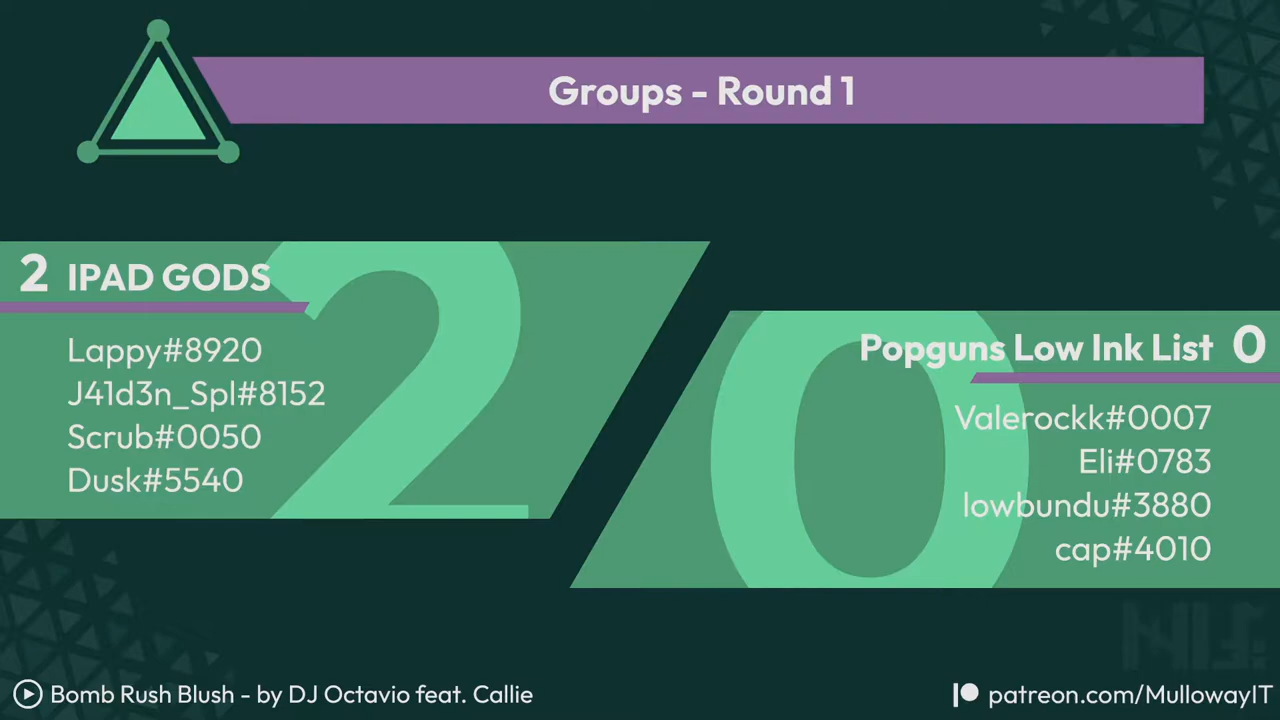 Groups - Round 1
2 IPAD GODS
2
Lappy#8920
J41d3n_Spl#8152
Scrub#0050
Dusk#5540
Popguns Low Ink List 0
0
Valerockk#0007
Eli#0783
lowbundu#3880
cap#4010
Bomb Rush Blush - by DJ Octavio feat. Callie
patreon.com/MullowayIT